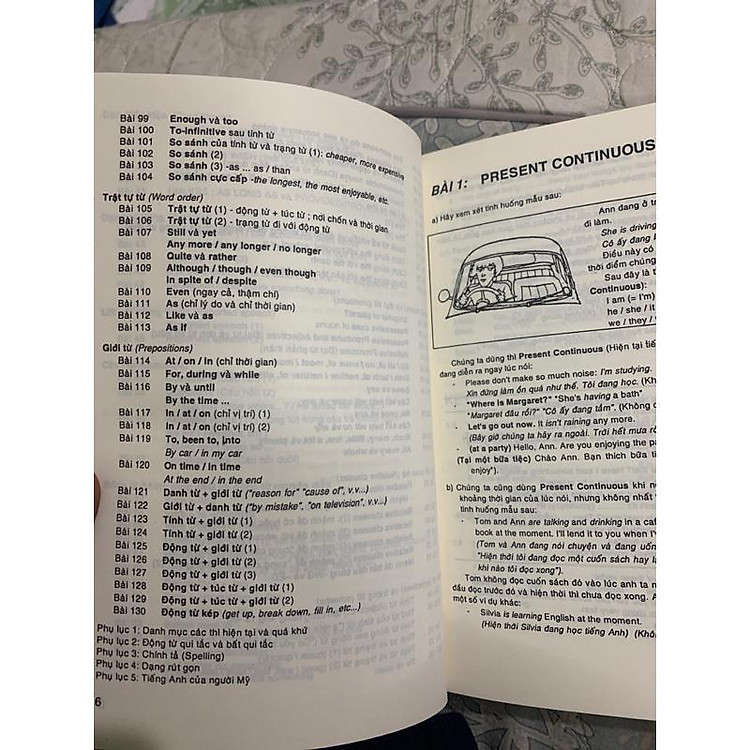 Bài 99 Enough và too
Bài 100 To-infinitive sau tính từ
Bài 101 So sánh của tính từ và trạng từ (1): cheaper, more expensive
Bài 102 So sánh (2)
Bài 103 So sánh (3) -as ... as / than
Bài 104 So sánh cực cấp -the longest, the most enjoyable, etc.
Trật tự từ (Word order)
Bài 105 Trật tự từ (1) - động từ + túc từ ; nơi chốn và thời gian
Bài 106 Trật tự từ (2) - trạng từ đi với động từ
Bài 107 Still và yet
Any more / any longer / no longer
Bài 108 Quite và rather
Bài 109 Although / though / even though
In spite of / despite
Bài 110 Even (ngay cả, thậm chí)
Bài 111 As (chỉ lý do và chỉ thời gian)
Bài 112 Like và as
Bài 113 As if
Giới từ (Prepositions)
Bài 114 At / on / in (chỉ thời gian)
Bài 115 For, during và while
Bài 116 By và until
By the time ...
Bài 117 In / at / on (chỉ vị trí) (1)
Bài 118 In / at / on (chỉ vị trí) (2)
Bài 119 To, been to, into
By car / in my car
Bài 120 On time / in time
At the end / in the end
Bài 121 Danh từ + giới từ ("reason for" "cause of", v.v...)
Bài 122 Giới từ + danh từ ("by mistake", "on television", v.v...)
Bài 123 Tính từ + giới từ (1)
Bài 124 Tính từ + giới từ (2)
Bài 125 Động từ + giới từ (1)
Bài 126 Động từ + giới từ (2)
Bài 127 Động từ + giới từ (3)
Bài 128 Động từ + túc từ + giới từ (1)
Bài 129 Động từ + túc từ + giới từ (2)
Bài 130 Động từ kép (get up, break down, fill in, etc...)
Phụ lục 1: Danh mục các thì hiện tại và quá khứ
Phụ lục 2: Động từ qui tắc và bất qui tắc
Phụ lục 3: Chính tả (Spelling)
Phụ lục 4: Dạng rút gọn
Phụ lục 5: Tiếng Anh của người Mỹ
6
BÀI 1: PRESENT CONTINUOUS
a) Hãy xem xét tình huống mẫu sau:
Ann đang ở tr
đi làm.
She is driving
Cô ấy đang l
Điều này có
thời điểm chúng
Sau đây là t
Continuous):
I am (= I'm)
he / she / it
we / they /
Chúng ta dùng thì Present Continuous (Hiện tại tiế
đang diễn ra ngay lúc nói:
- Please don't make so much noise: I'm studying.
Xin đừng làm ồn quá như thế. Tôi đang học. (Kh
- "Where is Margaret?" "She's having a bath"
"Margaret đâu rồi?" "Cô ấy đang tắm". (Không d
- Let's go out now. It isn't raining any more.
(Bây giờ chúng ta hãy ra ngoài. Trời hết mưa rồ
- (at a party) Hello, Ann. Are you enjoying the pa
(Tại một bữa tiệc) Chào Ann. Bạn thích bữa tiệ
enjoy").
b) Chúng ta cũng dùng Present Continuous khi nó
khoảng thời gian của lúc nói, nhưng không nhất
tình huống mẫu sau:
- Tom and Ann are talking and drinking in a caf
book at the moment. I'll lend it to you when I'
(Tom và Ann đang nói chuyện và đang uốn
"Hiện thời tôi đang đọc một cuốn sách hay l
khi nào tôi đọc xong").
Tom không đọc cuốn sách đó vào lúc anh ta n
đầu đọc trước đó và hiện thời thì chưa đọc xong. A
một số ví dụ khác:
- Silvia is learning English at the moment.
(Hiện thời Silvia đang học tiếng Anh) (Khôn